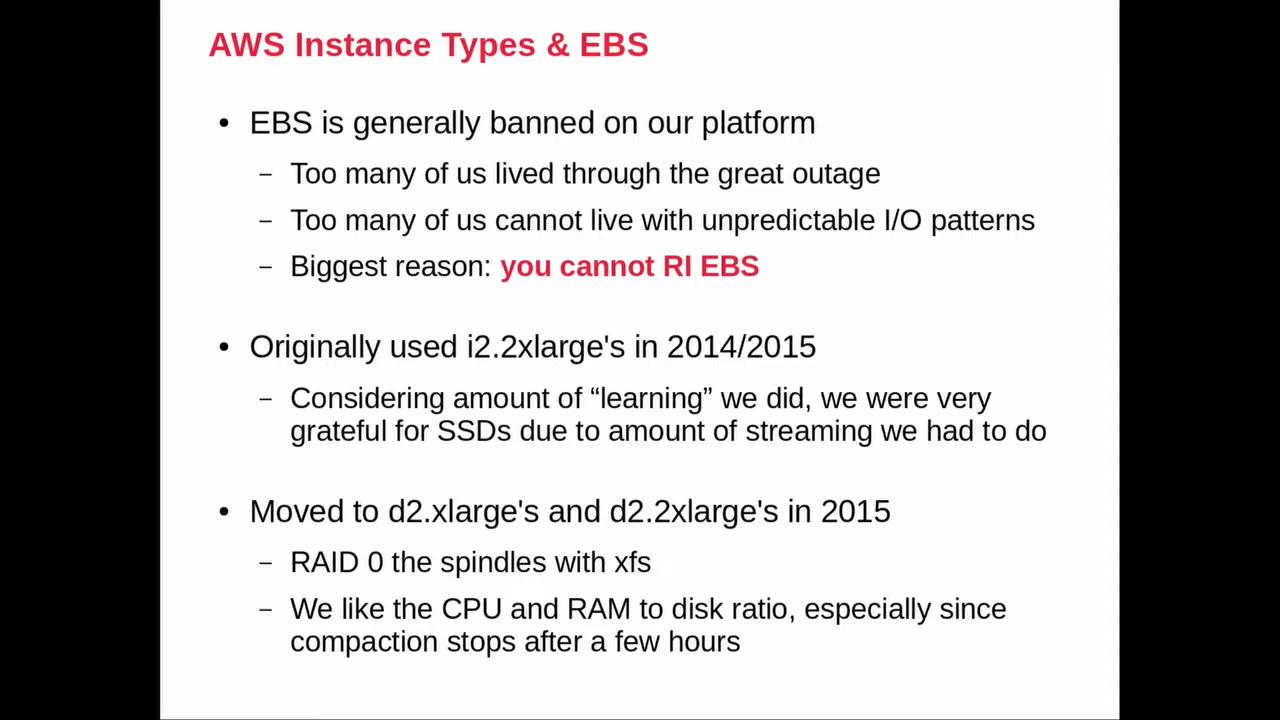 AWS Instance Types & EBS
• EBS is generally banned on our platform
– Too many of us lived through the great outage
– Too many of us cannot live with unpredictable I/O patterns
– Biggest reason: you cannot RI EBS
• Originally used i2.2xlarge's in 2014/2015
– Considering amount of “learning” we did, we were very
grateful for SSDs due to amount of streaming we had to do
• Moved to d2.xlarge's and d2.2xlarge's in 2015
– RAID 0 the spindles with xfs
– We like the CPU and RAM to disk ratio, especially since
compaction stops after a few hours